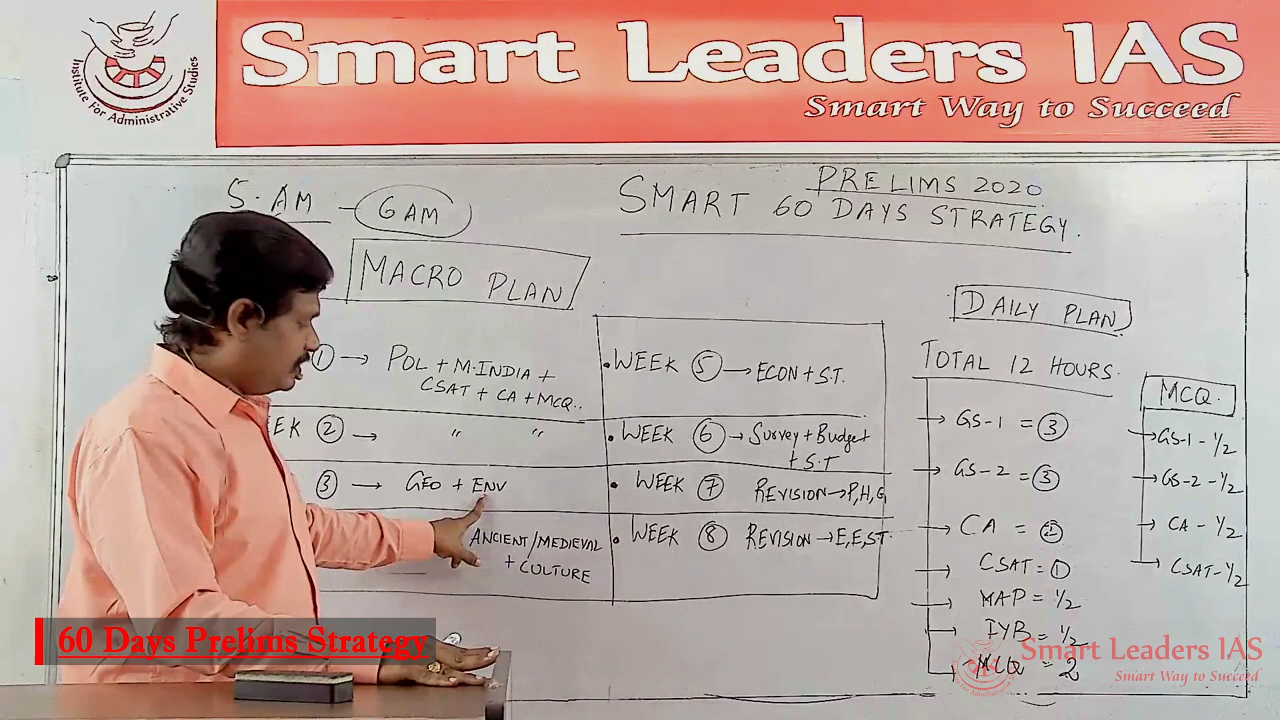 Institute For Administrative Studies
Smart Leaders IAS
Smart Way to Succeed
5.AM - 6AM
PRELIMS 2020
SMART 60 DAYS STRATEGY.
MACRO PLAN
① → POL + M.INDIA +
CSAT + CA + MCQ..
EK ② → " "
③ → GEO + ENV
ANCIENT/MEDIEVAL
+ CULTURE
.WEEK ⑤ → ECON + S.T.
. WEEK ⑥ → SURVEY + Budget
+ S.T
. WEEK ⑦ REVISION → P,H,G
. WEEK ⑧ REVISION → E,E,ST.
DAILY PLAN
TOTAL 12 HOURS.
→ GS-1 = ③
→ GS-2 = ③
→ CA = ②
→ CSAT = ①
→ MAP = 1/2
→ IYB = 1/2
→ MCQ = 2
MCQ.
→ GS-1 - 1/2
→ GS-2 - 1/2
→ CA - 1/2
→ CSAT - 1/2
60 Days Prelims Strategy
Smart Leaders IAS
Smart Way to Succeed